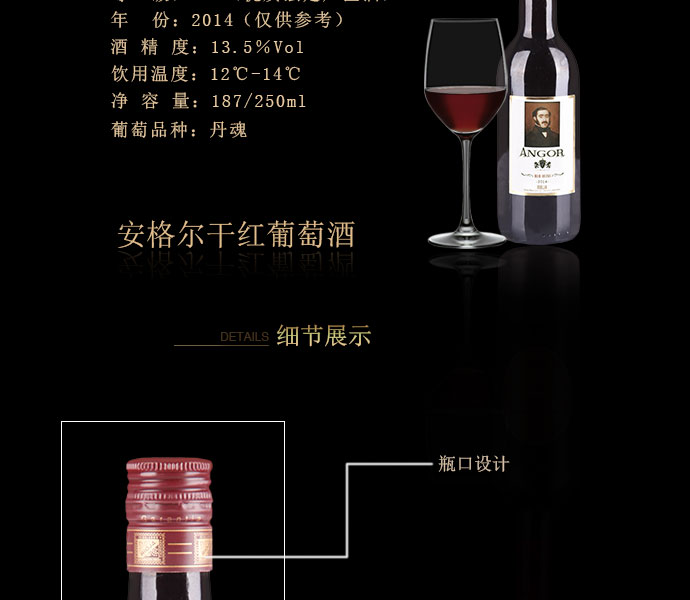 年 份：2014（仅供参考）
酒 精 度：13.5%Vol
饮用温度：12℃-14℃
净 容 量：187/250ml
葡萄品种：丹魂
ANGOR
2014
安格尔干红葡萄酒
DETAILS 细节展示
瓶口设计